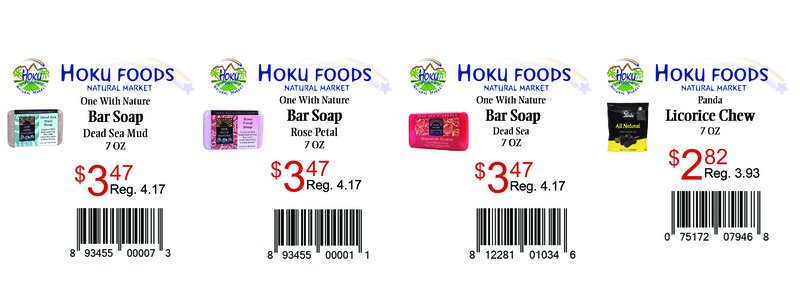 HOKU FOODS
NATURAL MARKET
One With Nature
Bar Soap
Dead Sea Mud
7 OZ
$3.47
Reg. 4.17
8 93455 00007 3
HOKU FOODS
NATURAL MARKET
One With Nature
Bar Soap
Rose Petal
7 OZ
$3.47
Reg. 4.17
8 93455 00001 1
HOKU FOODS
NATURAL MARKET
One With Nature
Bar Soap
Dead Sea
7 OZ
$3.47
Reg. 4.17
8 12281 01034 6
HOKU FOODS
NATURAL MARKET
Panda
Licorice Chew
7 OZ
All Natural
$2.82
Reg. 3.93
0 75172 07946 8